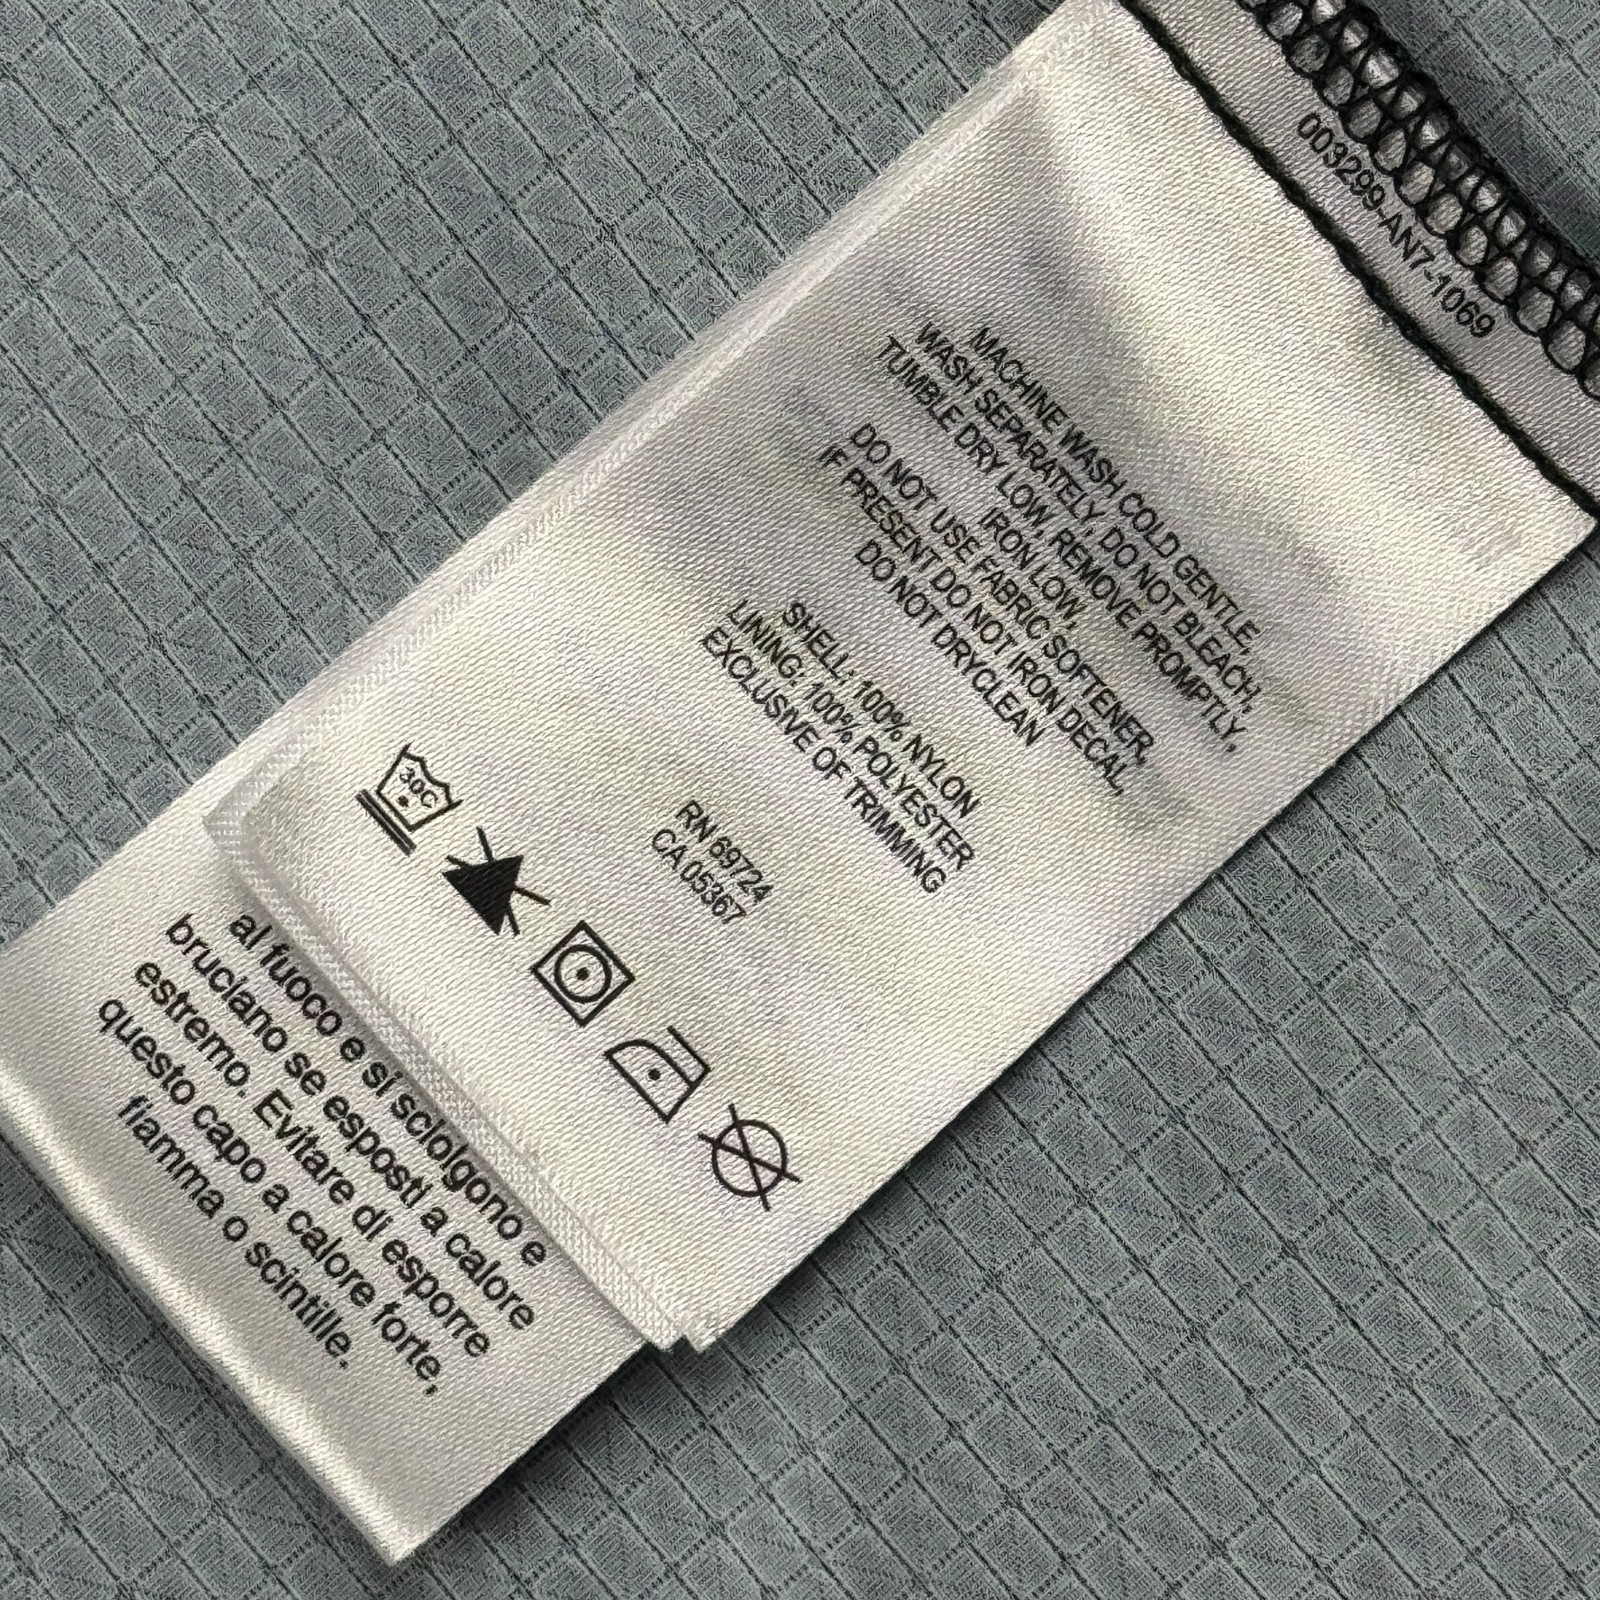 003299-AN7-1069
MACHINE WASH COLD GENTLE,
WASH SEPARATELY, DO NOT BLEACH,
TUMBLE DRY LOW, REMOVE PROMPTLY,
IRON LOW,
DO NOT USE FABRIC SOFTENER,
IF PRESENT DO NOT IRON DECAL,
DO NOT DRYCLEAN
SHELL: 100% NYLON
LINING: 100% POLYESTER
EXCLUSIVE OF TRIMMING
RN 69724
CA 05367
30C
al fuoco e si sciolgono e
bruciano se esposti a calore
estremo. Evitare di esporre
questo capo a calore forte,
fiamma o scintille.